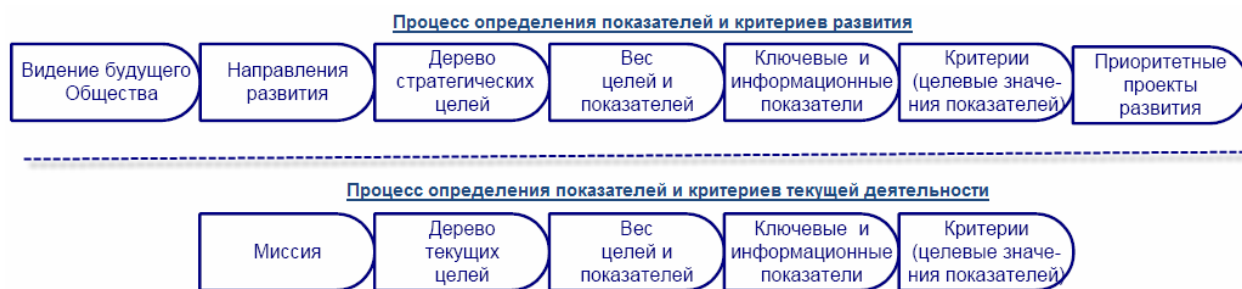 Процесс определения показателей и критериев развития
Видение будущего
Общества
Направления
развития
Дерево
стратегических
целей
Вес
целей и
показателей
Ключевые и
информационные
показатели
Критерии
(целевые значе-
ния показателей)
Приоритетные
проекты
развития
Процесс определения показателей и критериев текущей деятельности
Миссия
Дерево
текущих
целей
Вес
целей и
показателей
Ключевые и
информационные
показатели
Критерии
(целевые значе-
ния показателей)